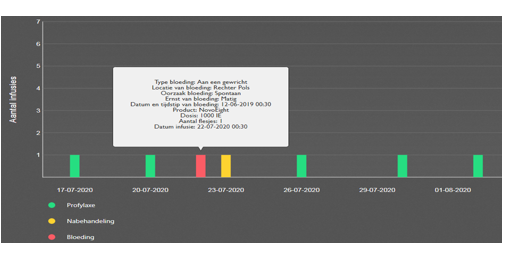 7
6
5
4
3
2
1
Aantal infusies
Type bloeding: Aan een gewricht
Locatie van bloeding: Rechter Pols
Oorzaak bloeding: Spontaan
Ernst van bloeding: Matig
Datum en tijdstip van bloeding: 12-06-2019 00:30
Product: NovoEight
Dosis: 1000 IE
Aantal flesjes: 1
Datum infusie: 22-07-2020 00:30
17-07-2020 20-07-2020 23-07-2020 26-07-2020 29-07-2020 01-08-2020
Profylaxe
Nabehandeling
Bloeding